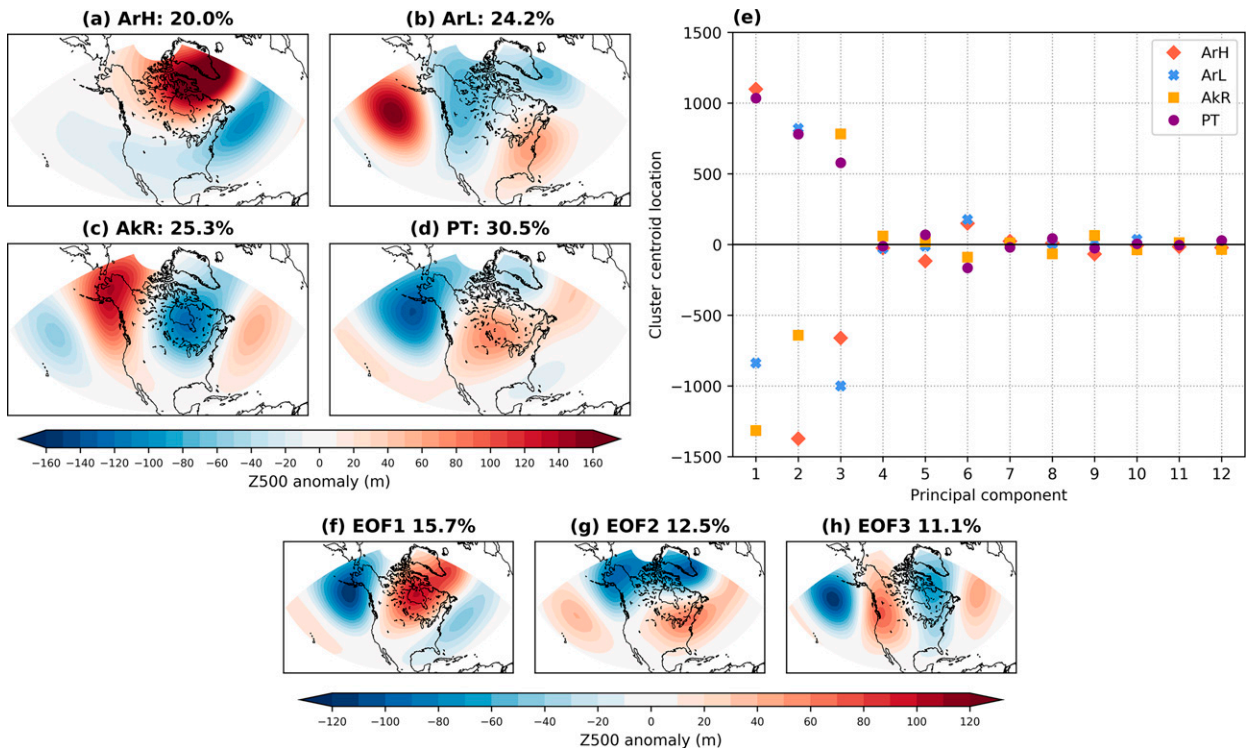 (a) ArH: 20.0%
(b) ArL: 24.2%
(c) AkR: 25.3%
(d) PT: 30.5%
−160 −140 −120 −100 −80 −60 −40 −20 0 20 40 60 80 100 120 140 160
Z500 anomaly (m)
(e)
1500
1000
500
0
−500
−1000
−1500
Cluster centroid location
ArH
ArL
AkR
PT
1 2 3 4 5 6 7 8 9 10 11 12
Principal component
(f) EOF1 15.7%
(g) EOF2 12.5%
(h) EOF3 11.1%
−120 −100 −80 −60 −40 −20 0 20 40 60 80 100 120
Z500 anomaly (m)